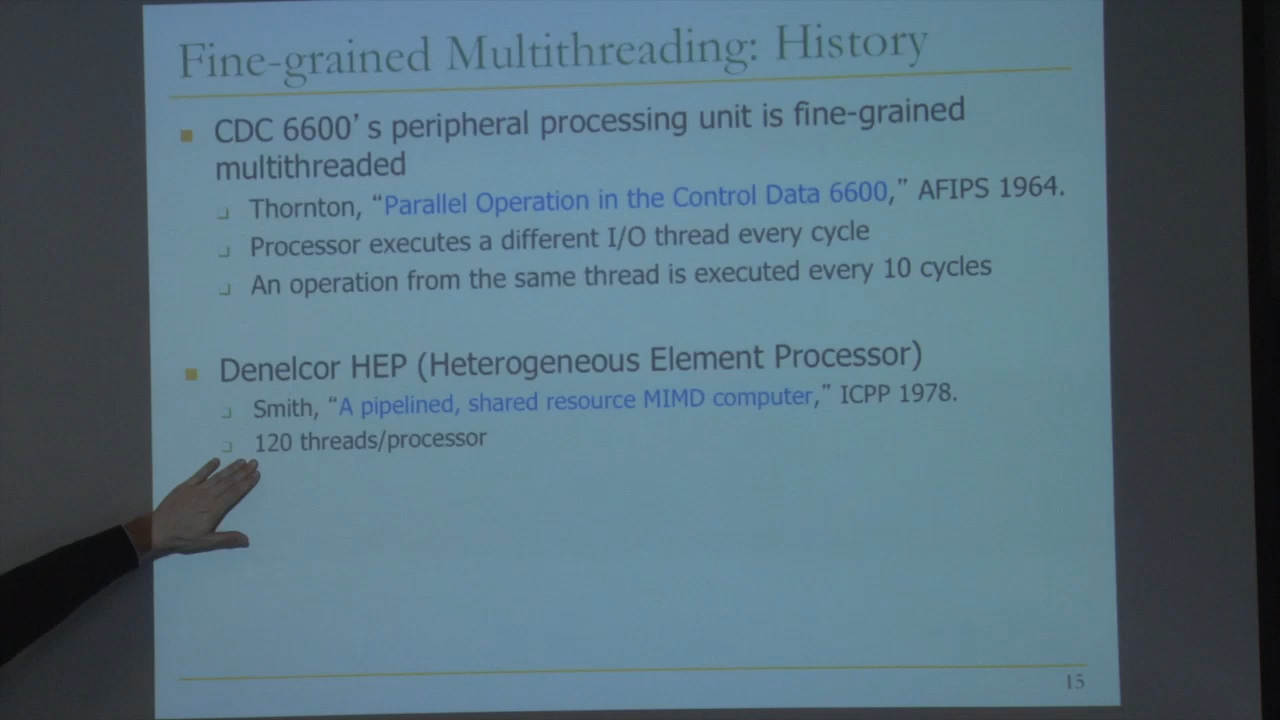 Fine-grained Multithreading: History
CDC 6600's peripheral processing unit is fine-grained
multithreaded
Thornton, “Parallel Operation in the Control Data 6600,” AFIPS 1964.
Processor executes a different I/O thread every cycle
An operation from the same thread is executed every 10 cycles
Denelcor HEP (Heterogeneous Element Processor)
Smith, “A pipelined, shared resource MIMD computer,” ICPP 1978.
120 threads/processor
15